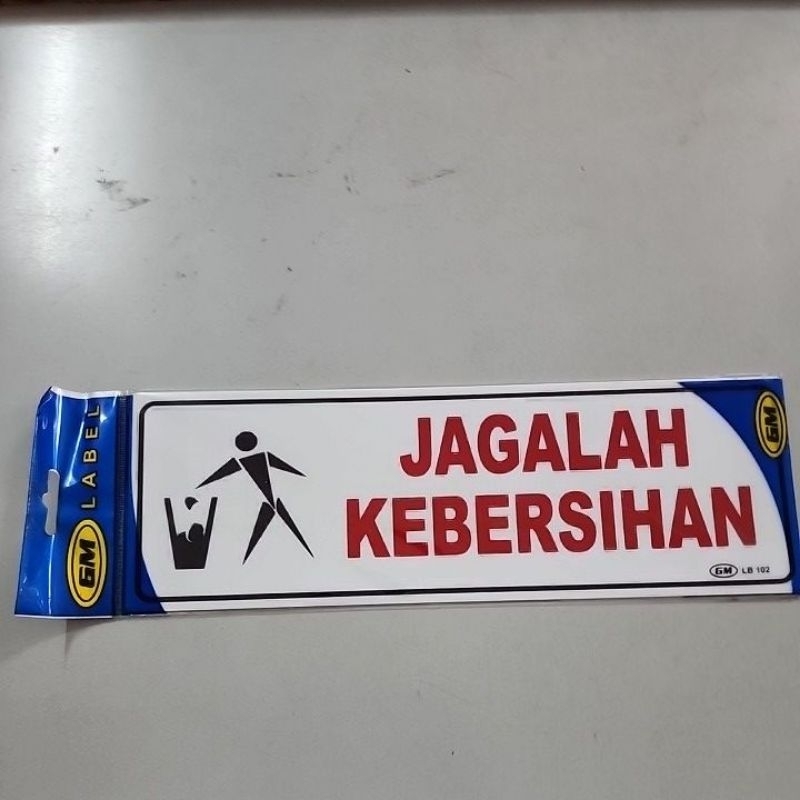 GM LABEL
JAGALAH
KEBERSIHAN
GM
GM LB 102